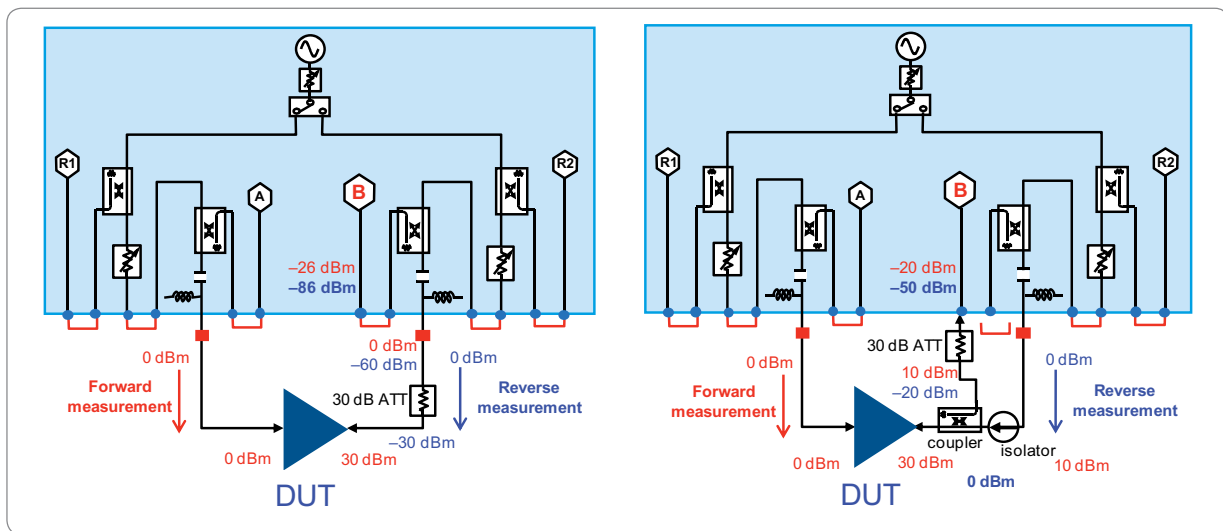 R1
A
B
R2
–26 dBm
–86 dBm
0 dBm
0 dBm
–60 dBm
0 dBm
Forward
measurement
30 dB ATT
Reverse
measurement
–30 dBm
0 dBm
30 dBm
DUT
R1
A
B
R2
–20 dBm
–50 dBm
30 dB ATT
0 dBm
10 dBm
–20 dBm
0 dBm
Forward
measurement
Reverse
measurement
coupler
isolator
0 dBm
30 dBm
10 dBm
0 dBm
DUT